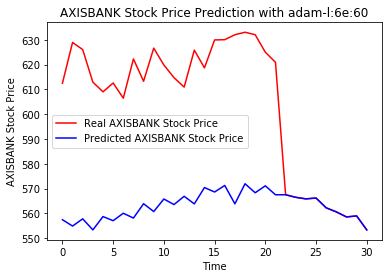 AXISBANK Stock Price Prediction with adam-l:6e:60
AXISBANK Stock Price
630
620
610
600
590
580
570
560
550
Real AXISBANK Stock Price
Predicted AXISBANK Stock Price
0 5 10 15 20 25 30
Time